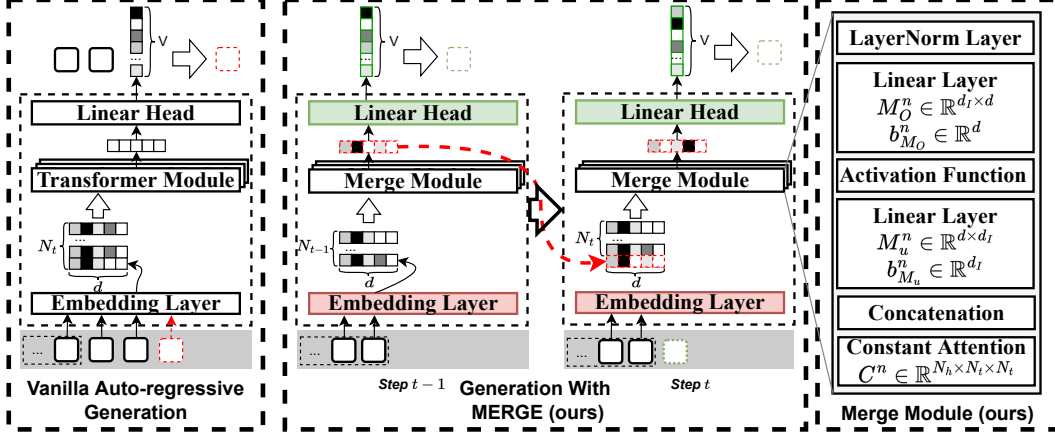 V
Linear Head
Transformer Module
N_t
...
d
Embedding Layer
...
Vanilla Auto-regressive
Generation
V
Linear Head
Merge Module
N_{t-1}
...
d
Embedding Layer
...
Step t − 1
V
Linear Head
Merge Module
N_t
...
d
Embedding Layer
...
Step t
Generation With
MERGE (ours)
LayerNorm Layer
Linear Layer
M_O^n ∈ ℝ^{d_I×d}
b_{M_O}^n ∈ ℝ^d
Activation Function
Linear Layer
M_u^n ∈ ℝ^{d×d_I}
b_{M_u}^n ∈ ℝ^{d_I}
Concatenation
Constant Attention
C^n ∈ ℝ^{N_h×N_t×N_t}
Merge Module (ours)